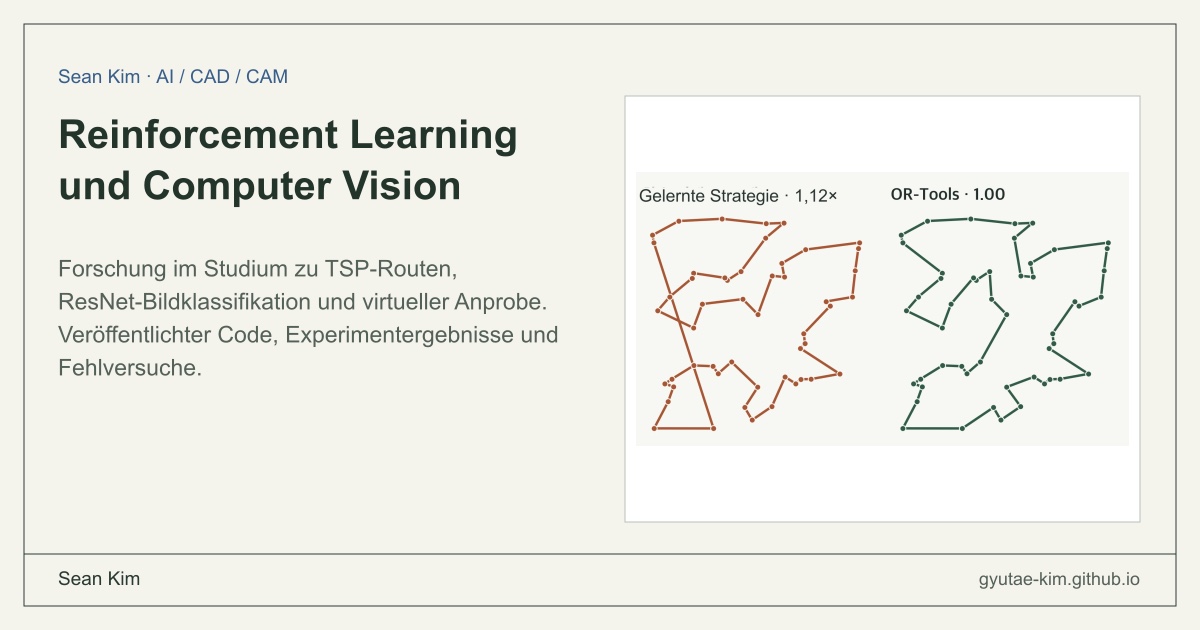 Sean Kim · AI / CAD / CAM
Reinforcement Learning
und Computer Vision
Forschung im Studium zu TSP-Routen,
ResNet-Bildklassifikation und virtueller Anprobe.
Veröffentlichter Code, Experimentergebnisse und
Fehlversuche.
Gelernte Strategie · 1,12×
OR-Tools · 1.00
Sean Kim
gyutae-kim.github.io